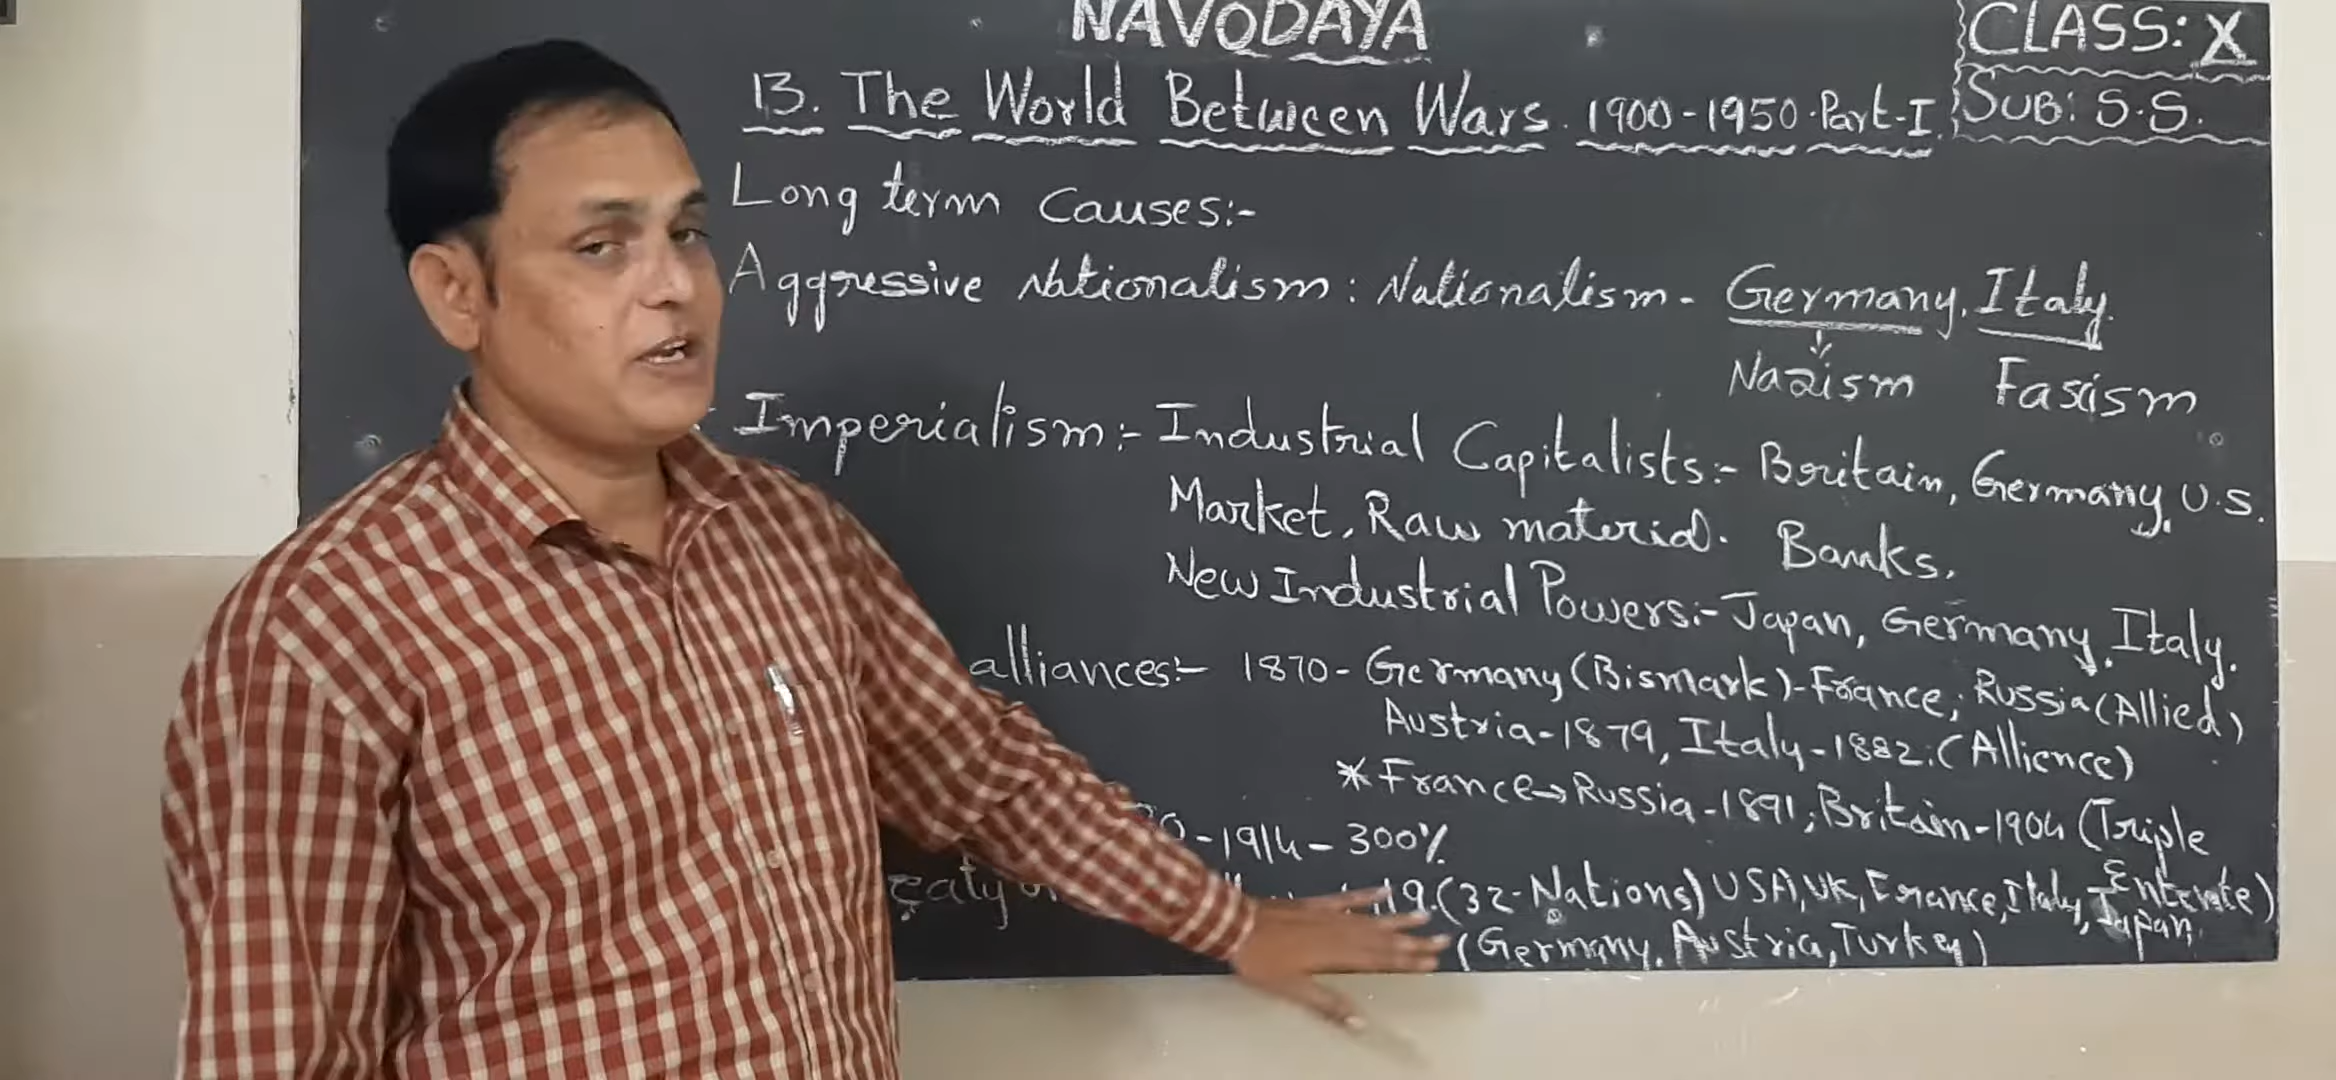 NAVODAYA
CLASS: X
SUB: S.S.
13. The World Between Wars. 1900-1950. Part-I.
Long term Causes:-
Aggressive Nationalism: Nationalism - Germany, Italy.
Nazism Fascism
Imperialism:- Industrial Capitalists:- Britain, Germany, U.S.
Market, Raw material. Banks.
New Industrial Powers:- Japan, Germany, Italy.
alliances:- 1870- Germany (Bismark)-France; Russia (Allied)
Austria-1879, Italy-1882. (Allience)
*France→Russia-1891; Britain-1904 (Triple
Entente)
0-1914-300%
eaty 19. (32-Nations) USA, UK, France, Italy, Japan.
(Germany, Austria, Turkey)